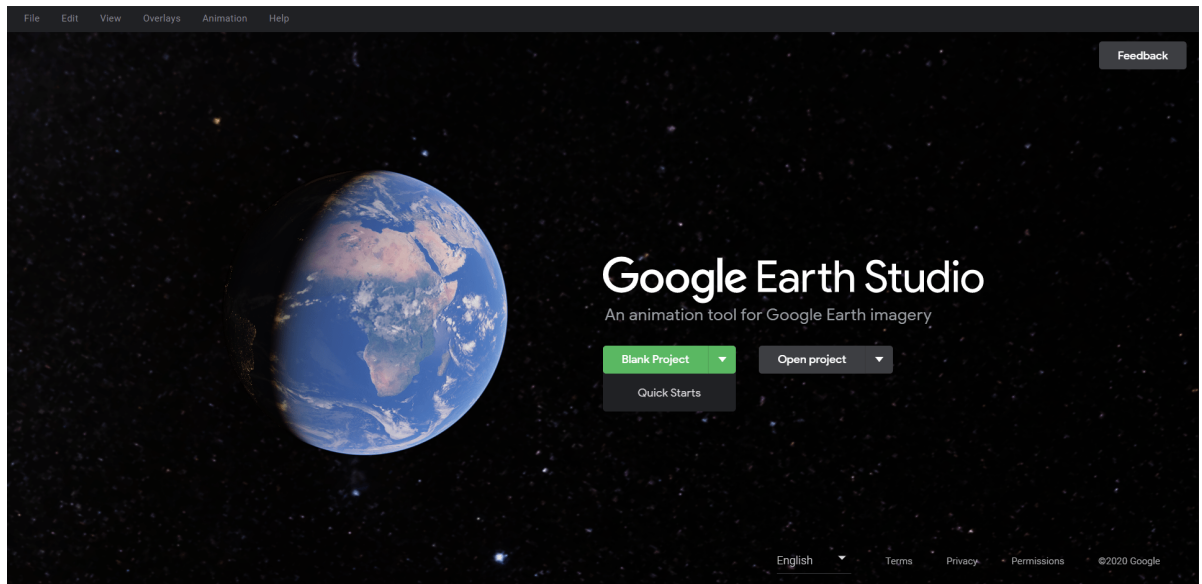 File Edit View Overlays Animation Help
Feedback
Google Earth Studio
An animation tool for Google Earth imagery
Blank Project Open project
Quick Starts
English Terms Privacy Permissions ©2020 Google